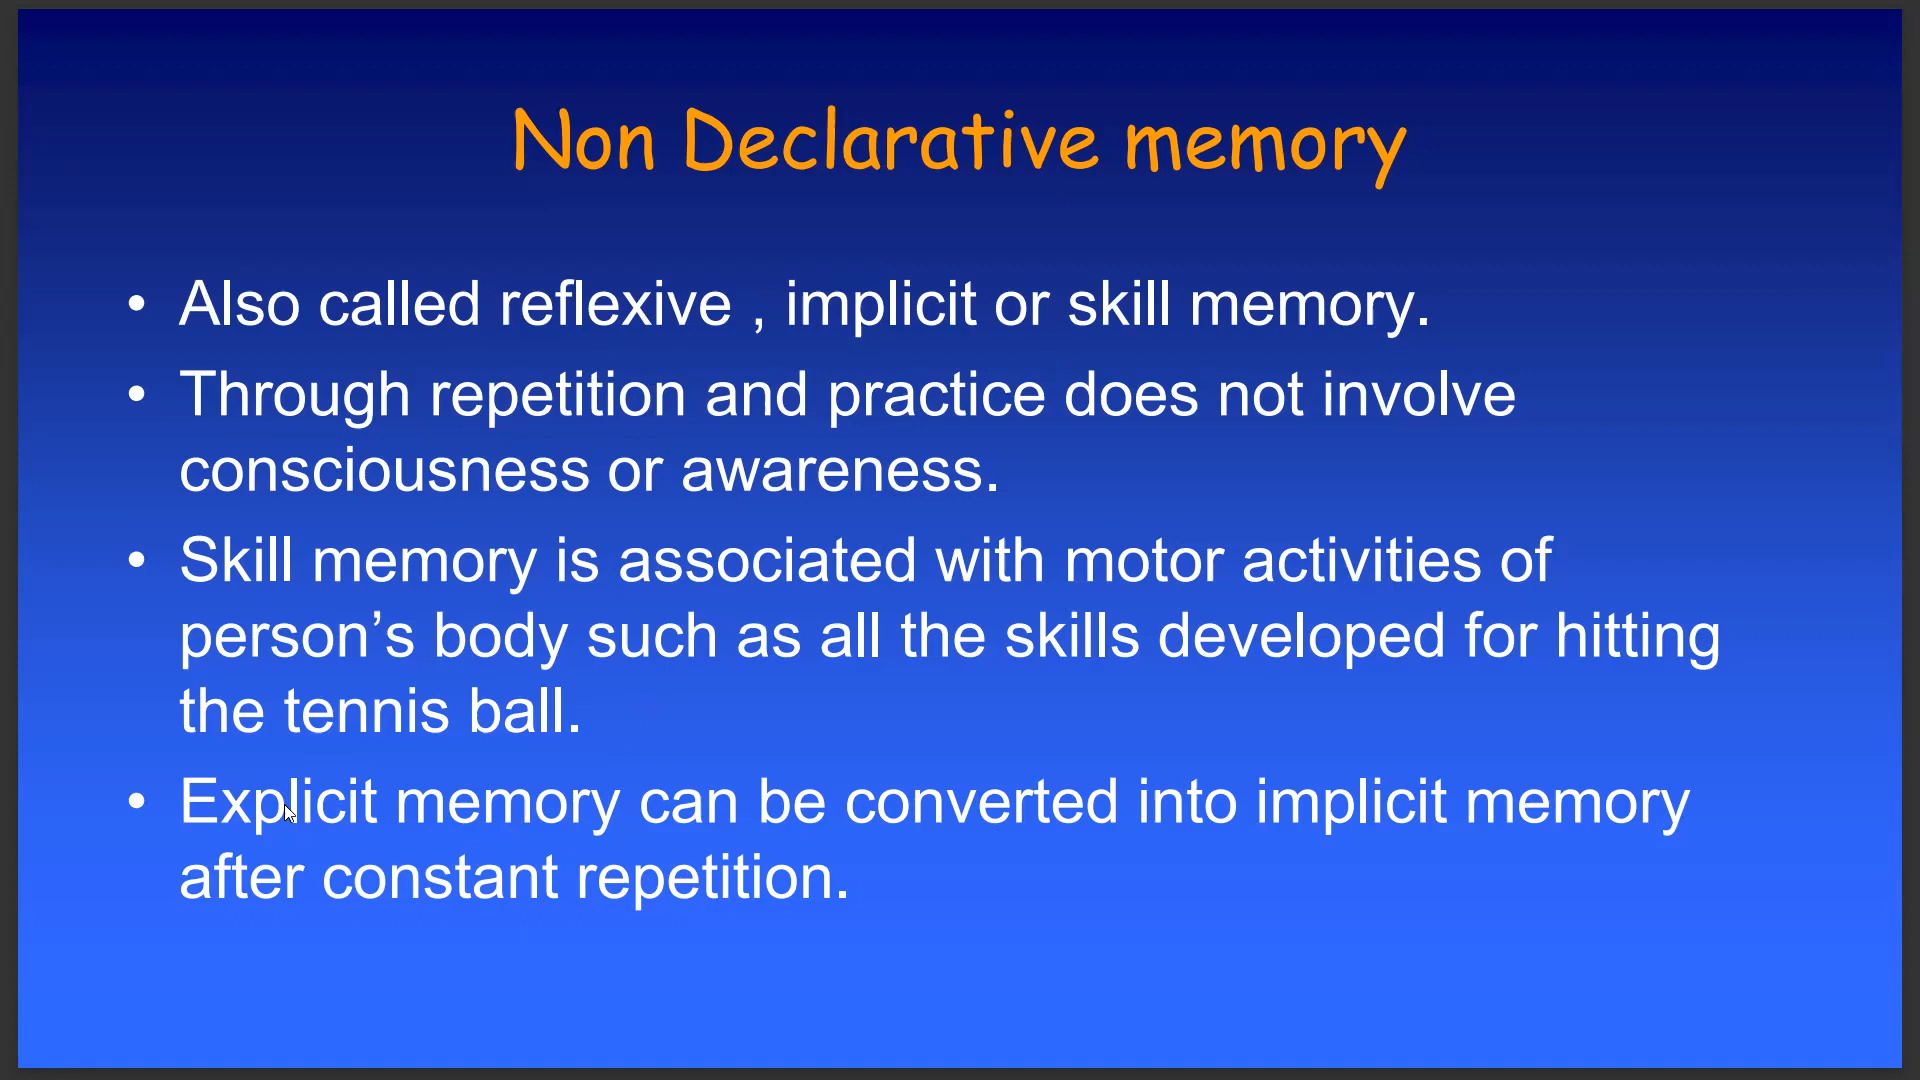 Non Declarative memory
• Also called reflexive , implicit or skill memory.
• Through repetition and practice does not involve
consciousness or awareness.
• Skill memory is associated with motor activities of
person’s body such as all the skills developed for hitting
the tennis ball.
• Explicit memory can be converted into implicit memory
after constant repetition.